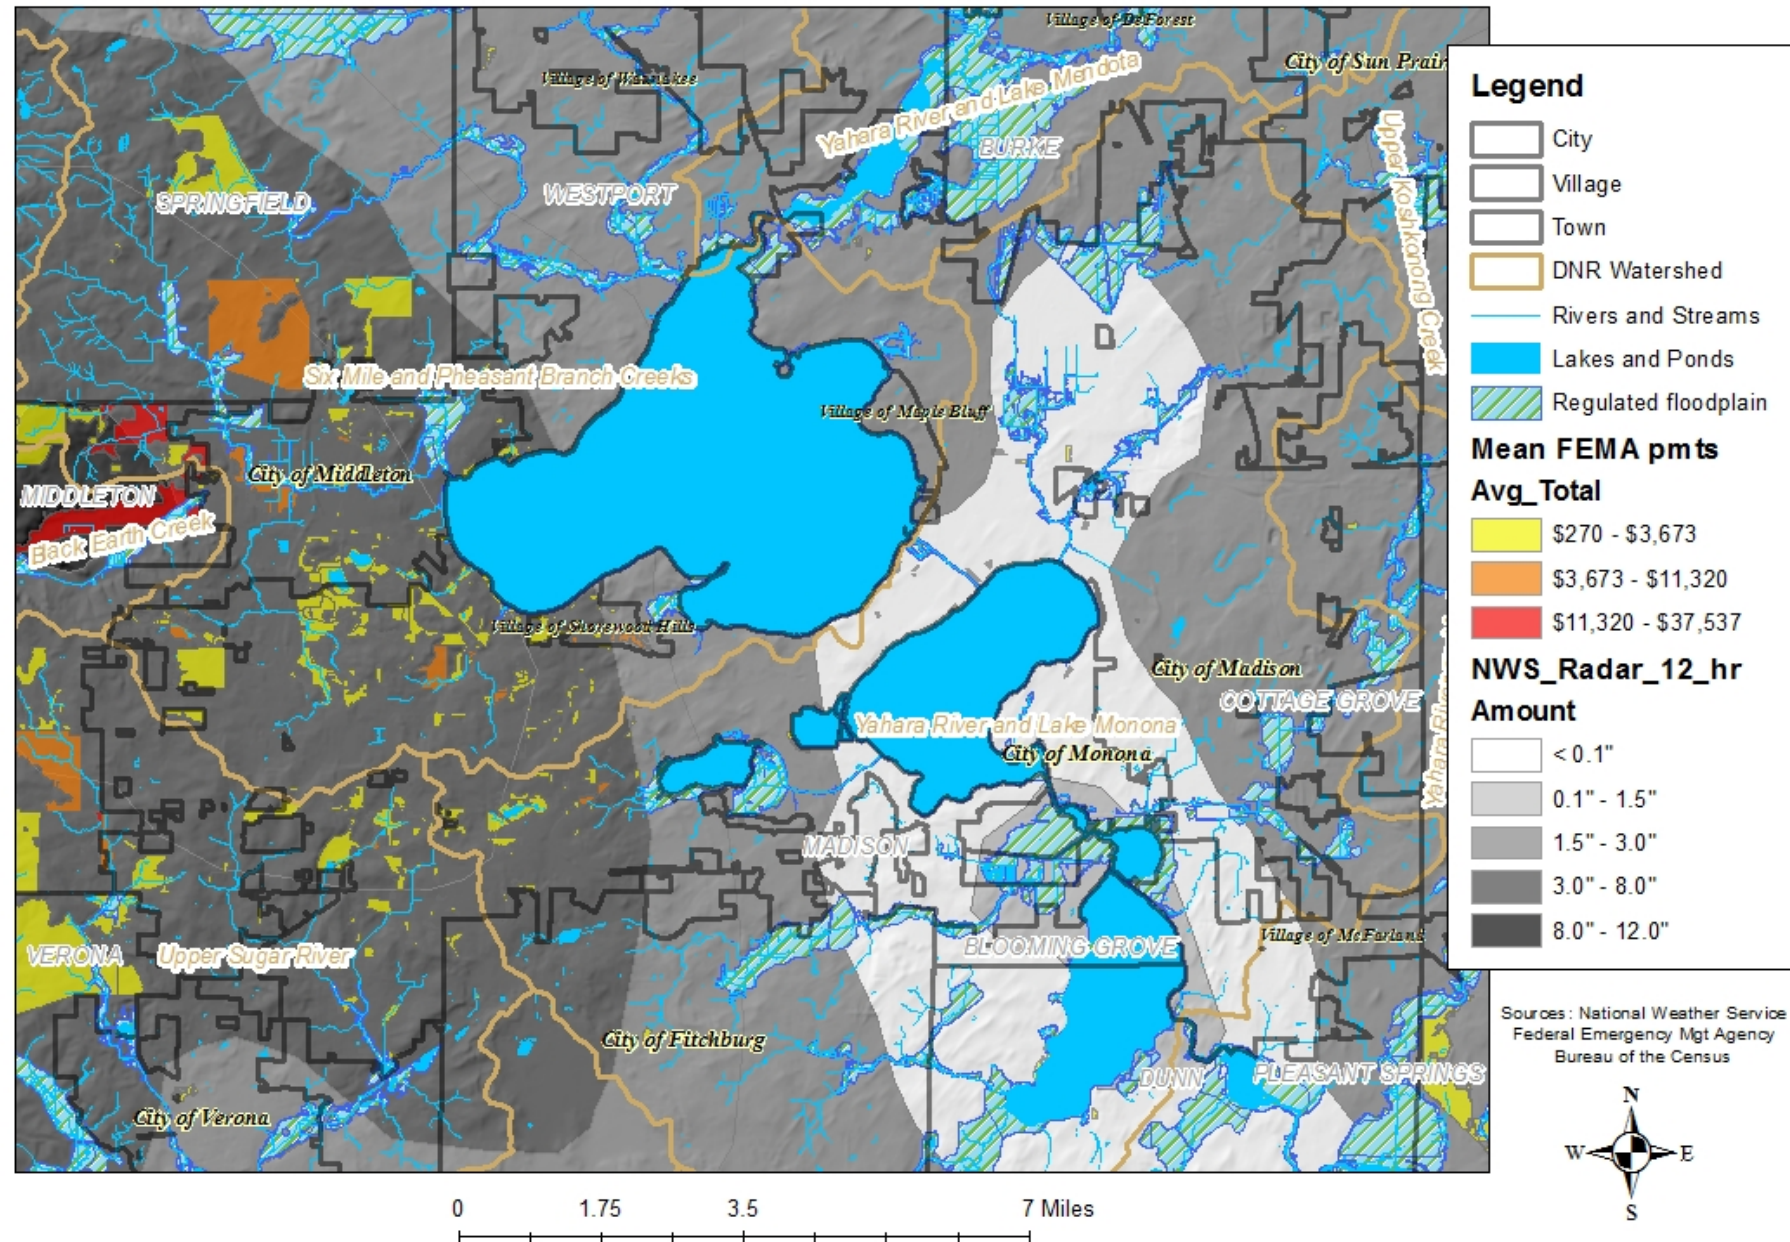 Village of DeForest
City of Sun Prair
Village of Waunakee
Yahara River and Lake Mendota
BURKE
Upper Koshkonong Creek
WESTPORT
SPRINGFIELD
Six Mile and Pheasant Branch Creeks
Village of Maple Bluff
City of Middleton
MIDDLETON
Black Earth Creek
Village of Shorewood Hills
City of Madison
COTTAGE GROVE
Yahara River and Lake Monona
City of Monona
Yahara River
MADISON
Village of McFarland
BLOOMING GROVE
VERONA
Upper Sugar River
City of Fitchburg
DUNN
PLEASANT SPRINGS
City of Verona
Legend
City
Village
Town
DNR Watershed
Rivers and Streams
Lakes and Ponds
Regulated floodplain
Mean FEMA pmts
Avg_Total
$270 - $3,673
$3,673 - $11,320
$11,320 - $37,537
NWS_Radar_12_hr
Amount
< 0.1"
0.1" - 1.5"
1.5" - 3.0"
3.0" - 8.0"
8.0" - 12.0"
Sources: National Weather Service
Federal Emergency Mgt Agency
Bureau of the Census
N
W E
S
0 1.75 3.5 7 Miles